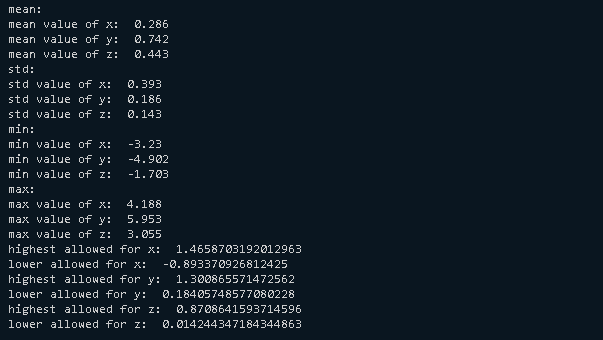 mean:
mean value of x:  0.286
mean value of y:  0.742
mean value of z:  0.443
std:
std value of x:  0.393
std value of y:  0.186
std value of z:  0.143
min:
min value of x:  -3.23
min value of y:  -4.902
min value of z:  -1.703
max:
max value of x:  4.188
max value of y:  5.953
max value of z:  3.055
highest allowed for x:  1.4658703192012963
lower allowed for x:  -0.893370926812425
highest allowed for y:  1.300865571472562
lower allowed for y:  0.18405748577080228
highest allowed for z:  0.8708641593714596
lower allowed for z:  0.014244347184344863